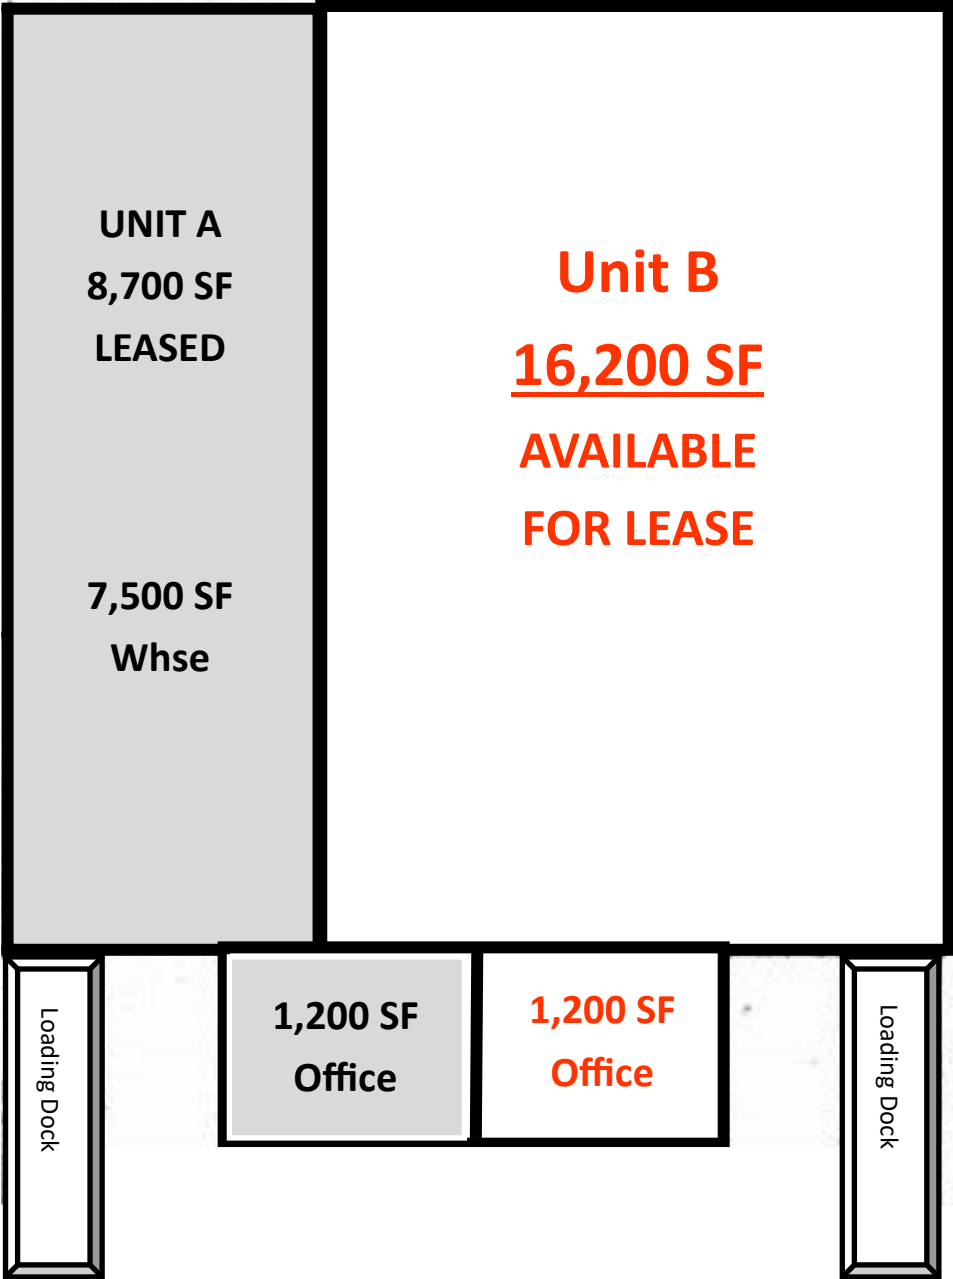 UNIT A
8,700 SF
LEASED
7,500 SF
Whse
Unit B
16,200 SF
AVAILABLE
FOR LEASE
1,200 SF
Office
1,200 SF
Office
Loading Dock
Loading Dock